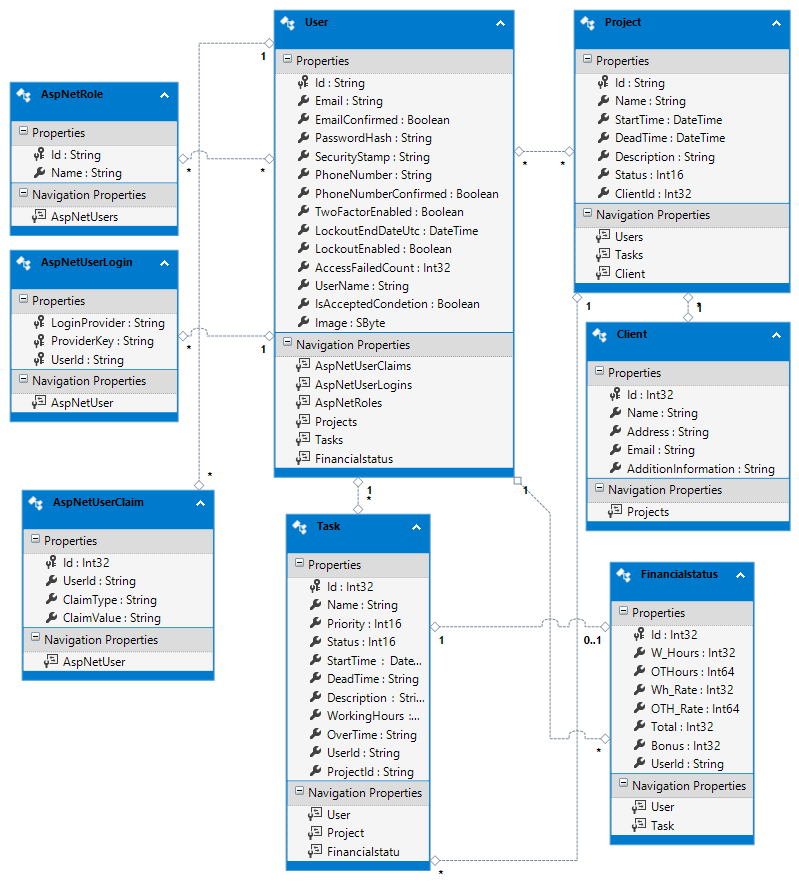 User
Properties
Id : String
Email : String
EmailConfirmed : Boolean
PasswordHash : String
SecurityStamp : String
PhoneNumber : String
PhoneNumberConfirmed : Boolean
TwoFactorEnabled : Boolean
LockoutEndDateUtc : DateTime
LockoutEnabled : Boolean
AccessFailedCount : Int32
UserName : String
IsAcceptedCondetion : Boolean
Image : SByte
Navigation Properties
AspNetUserClaims
AspNetUserLogins
AspNetRoles
Projects
Tasks
Financialstatus
Project
Properties
Id : String
Name : String
StartTime : DateTime
DeadTime : DateTime
Description : String
Status : Int16
ClientId : Int32
Navigation Properties
Users
Tasks
Client
AspNetRole
Properties
Id : String
Name : String
Navigation Properties
AspNetUsers
AspNetUserLogin
Properties
LoginProvider : String
ProviderKey : String
UserId : String
Navigation Properties
AspNetUser
Client
Properties
Id : Int32
Name : String
Address : String
Email : String
AdditionInformation : String
Navigation Properties
Projects
AspNetUserClaim
Properties
Id : Int32
UserId : String
ClaimType : String
ClaimValue : String
Navigation Properties
AspNetUser
Task
Properties
Id : Int32
Name : String
Priority : Int16
Status : Int16
StartTime : Date...
DeadTime : String
Description : Stri...
WorkingHours :...
OverTime : String
UserId : String
ProjectId : String
Navigation Properties
User
Project
Financialstatu
Financialstatus
Properties
Id : Int32
W_Hours : Int32
OTHours : Int64
Wh_Rate : Int32
OTH_Rate : Int64
Total : Int32
Bonus : Int32
UserId : String
Navigation Properties
User
Task
1
*
*
*
1
*
*
*
1
*
1
*
1
*
1
0..1
1
*
1
*